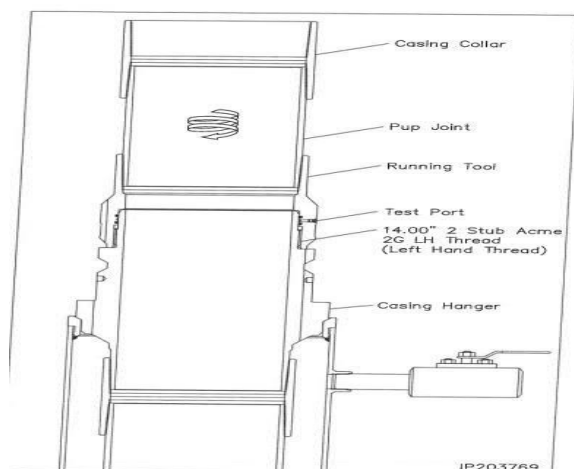 Casing Collar
Pup Joint
Running Tool
Test Port
14.00" 2 Stub Acme
2G LH Thread
(Left Hand Thread)
Casing Hanger
JP203769